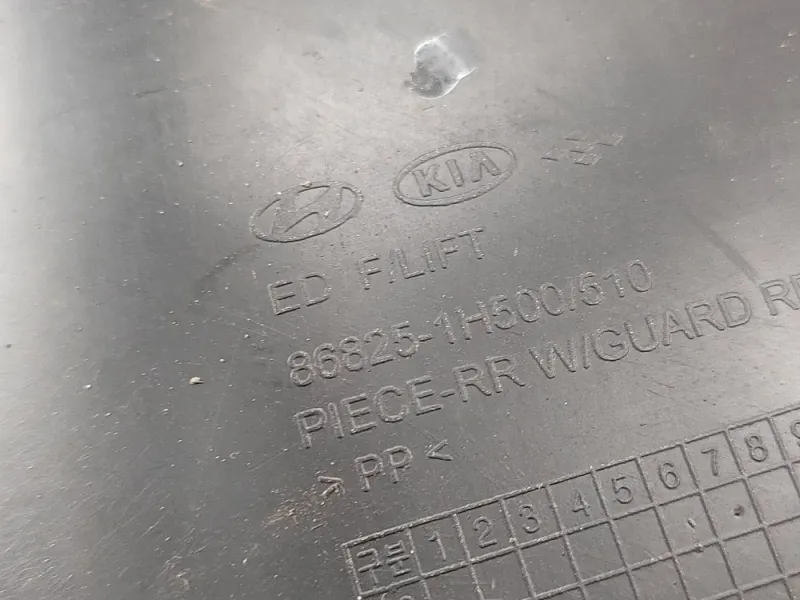 KIA
ED F/LIFT
86825-1H500/510
PIECE-RR W/GUARD
>PP<
구분 1 2 3 4 5 6 7 8 9